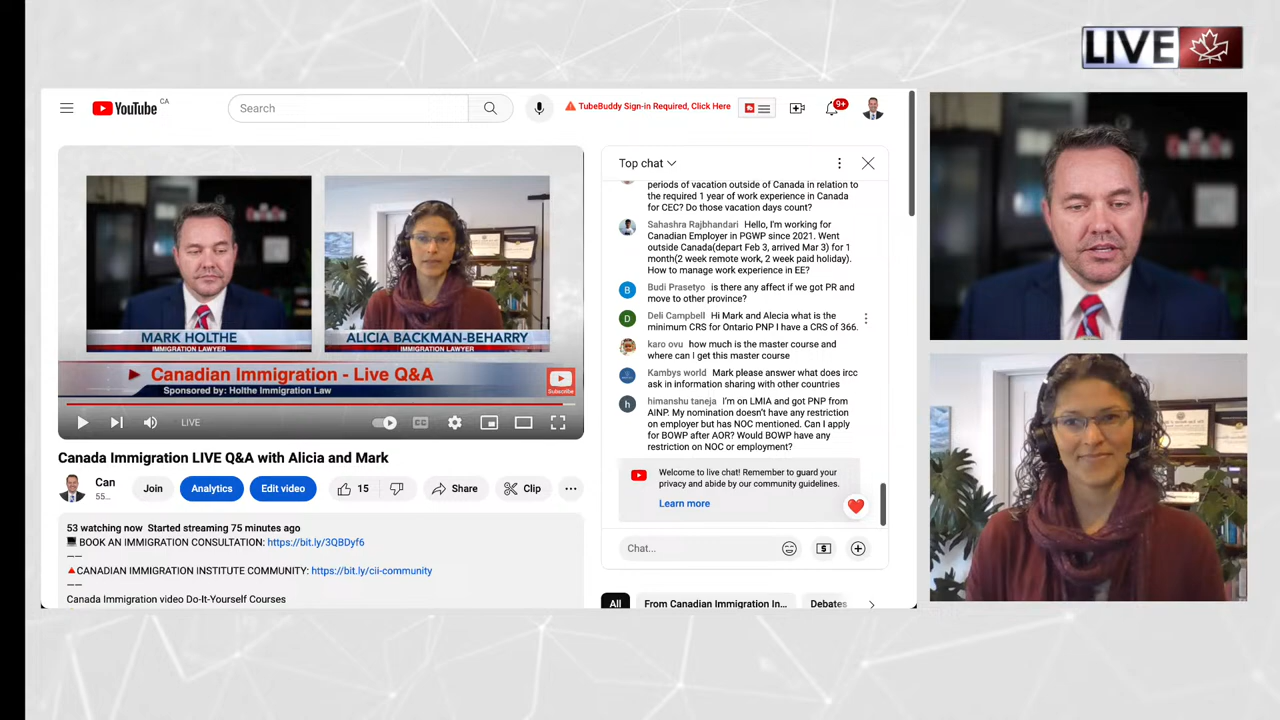 LIVE
YouTube CA
Search
TubeBuddy Sign-in Required, Click Here
9+
MARK HOLTHE
IMMIGRATION LAWYER
ALICIA BACKMAN-BEHARRY
IMMIGRATION LAWYER
Canadian Immigration - Live Q&A
Sponsored by: Holthe Immigration Law
Subscribe
LIVE
CC
Canada Immigration LIVE Q&A with Alicia and Mark
Can
55...
Join
Analytics
Edit video
15
Share
Clip
53 watching now Started streaming 75 minutes ago
BOOK AN IMMIGRATION CONSULTATION: https://bit.ly/3QBDyf6
——
🔺CANADIAN IMMIGRATION INSTITUTE COMMUNITY: https://bit.ly/cii-community
——
Canada Immigration video Do-It-Yourself Courses
Top chat
periods of vacation outside of Canada in relation to
the required 1 year of work experience in Canada
for CEC? Do those vacation days count?
Sahashra Rajbhandari Hello, I'm working for
Canadian Employer in PGWP since 2021. Went
outside Canada(depart Feb 3, arrived Mar 3) for 1
month(2 week remote work, 2 week paid holiday).
How to manage work experience in EE?
B
Budi Prasetyo is there any affect if we got PR and
move to other province?
D
Deli Campbell Hi Mark and Alecia what is the
minimum CRS for Ontario PNP I have a CRS of 366.
karo ovu how much is the master course and
where can I get this master course
Kambys world Mark please answer what does ircc
ask in information sharing with other countries
h
himanshu taneja I'm on LMIA and got PNP from
AINP. My nomination doesn't have any restriction
on employer but has NOC mentioned. Can I apply
for BOWP after AOR? Would BOWP have any
restriction on NOC or employment?
Welcome to live chat! Remember to guard your
privacy and abide by our community guidelines.
Learn more
Chat...
All
From Canadian Immigration In...
Debates